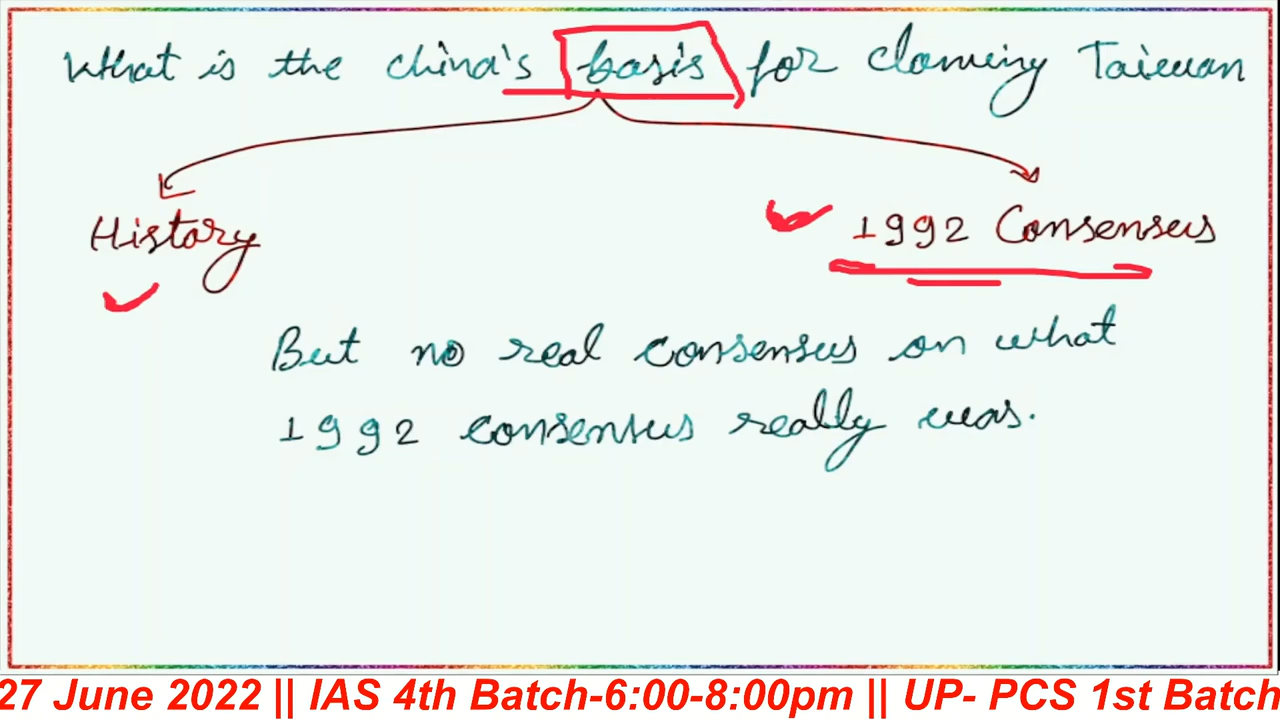 What is the China's basis for claming Taiwan
History
1992 Consensus
But no real consensus on what
1992 consensus really was.
27 June 2022 || IAS 4th Batch-6:00-8:00pm || UP- PCS 1st Batch